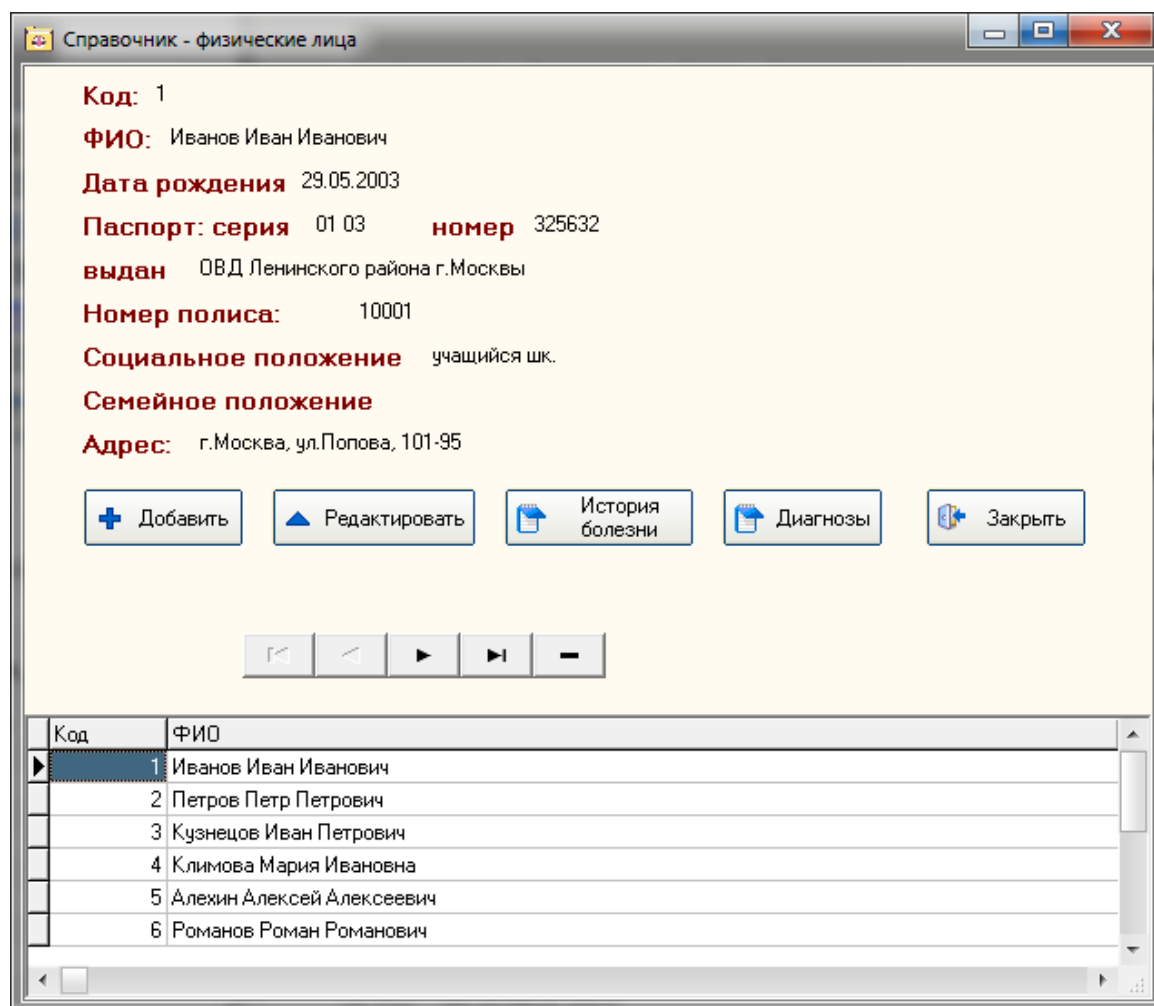 Справочник - физические лица
Код: 1
ФИО: Иванов Иван Иванович
Дата рождения 29.05.2003
Паспорт: серия 01 03 номер 325632
выдан ОВД Ленинского района г.Москвы
Номер полиса: 10001
Социальное положение учащийся шк.
Семейное положение
Адрес: г.Москва, ул.Попова, 101-95
Добавить Редактировать История болезни Диагнозы Закрыть
Код ФИО
1 Иванов Иван Иванович
2 Петров Петр Петрович
3 Кузнецов Иван Петрович
4 Климова Мария Ивановна
5 Алехин Алексей Алексеевич
6 Романов Роман Романович